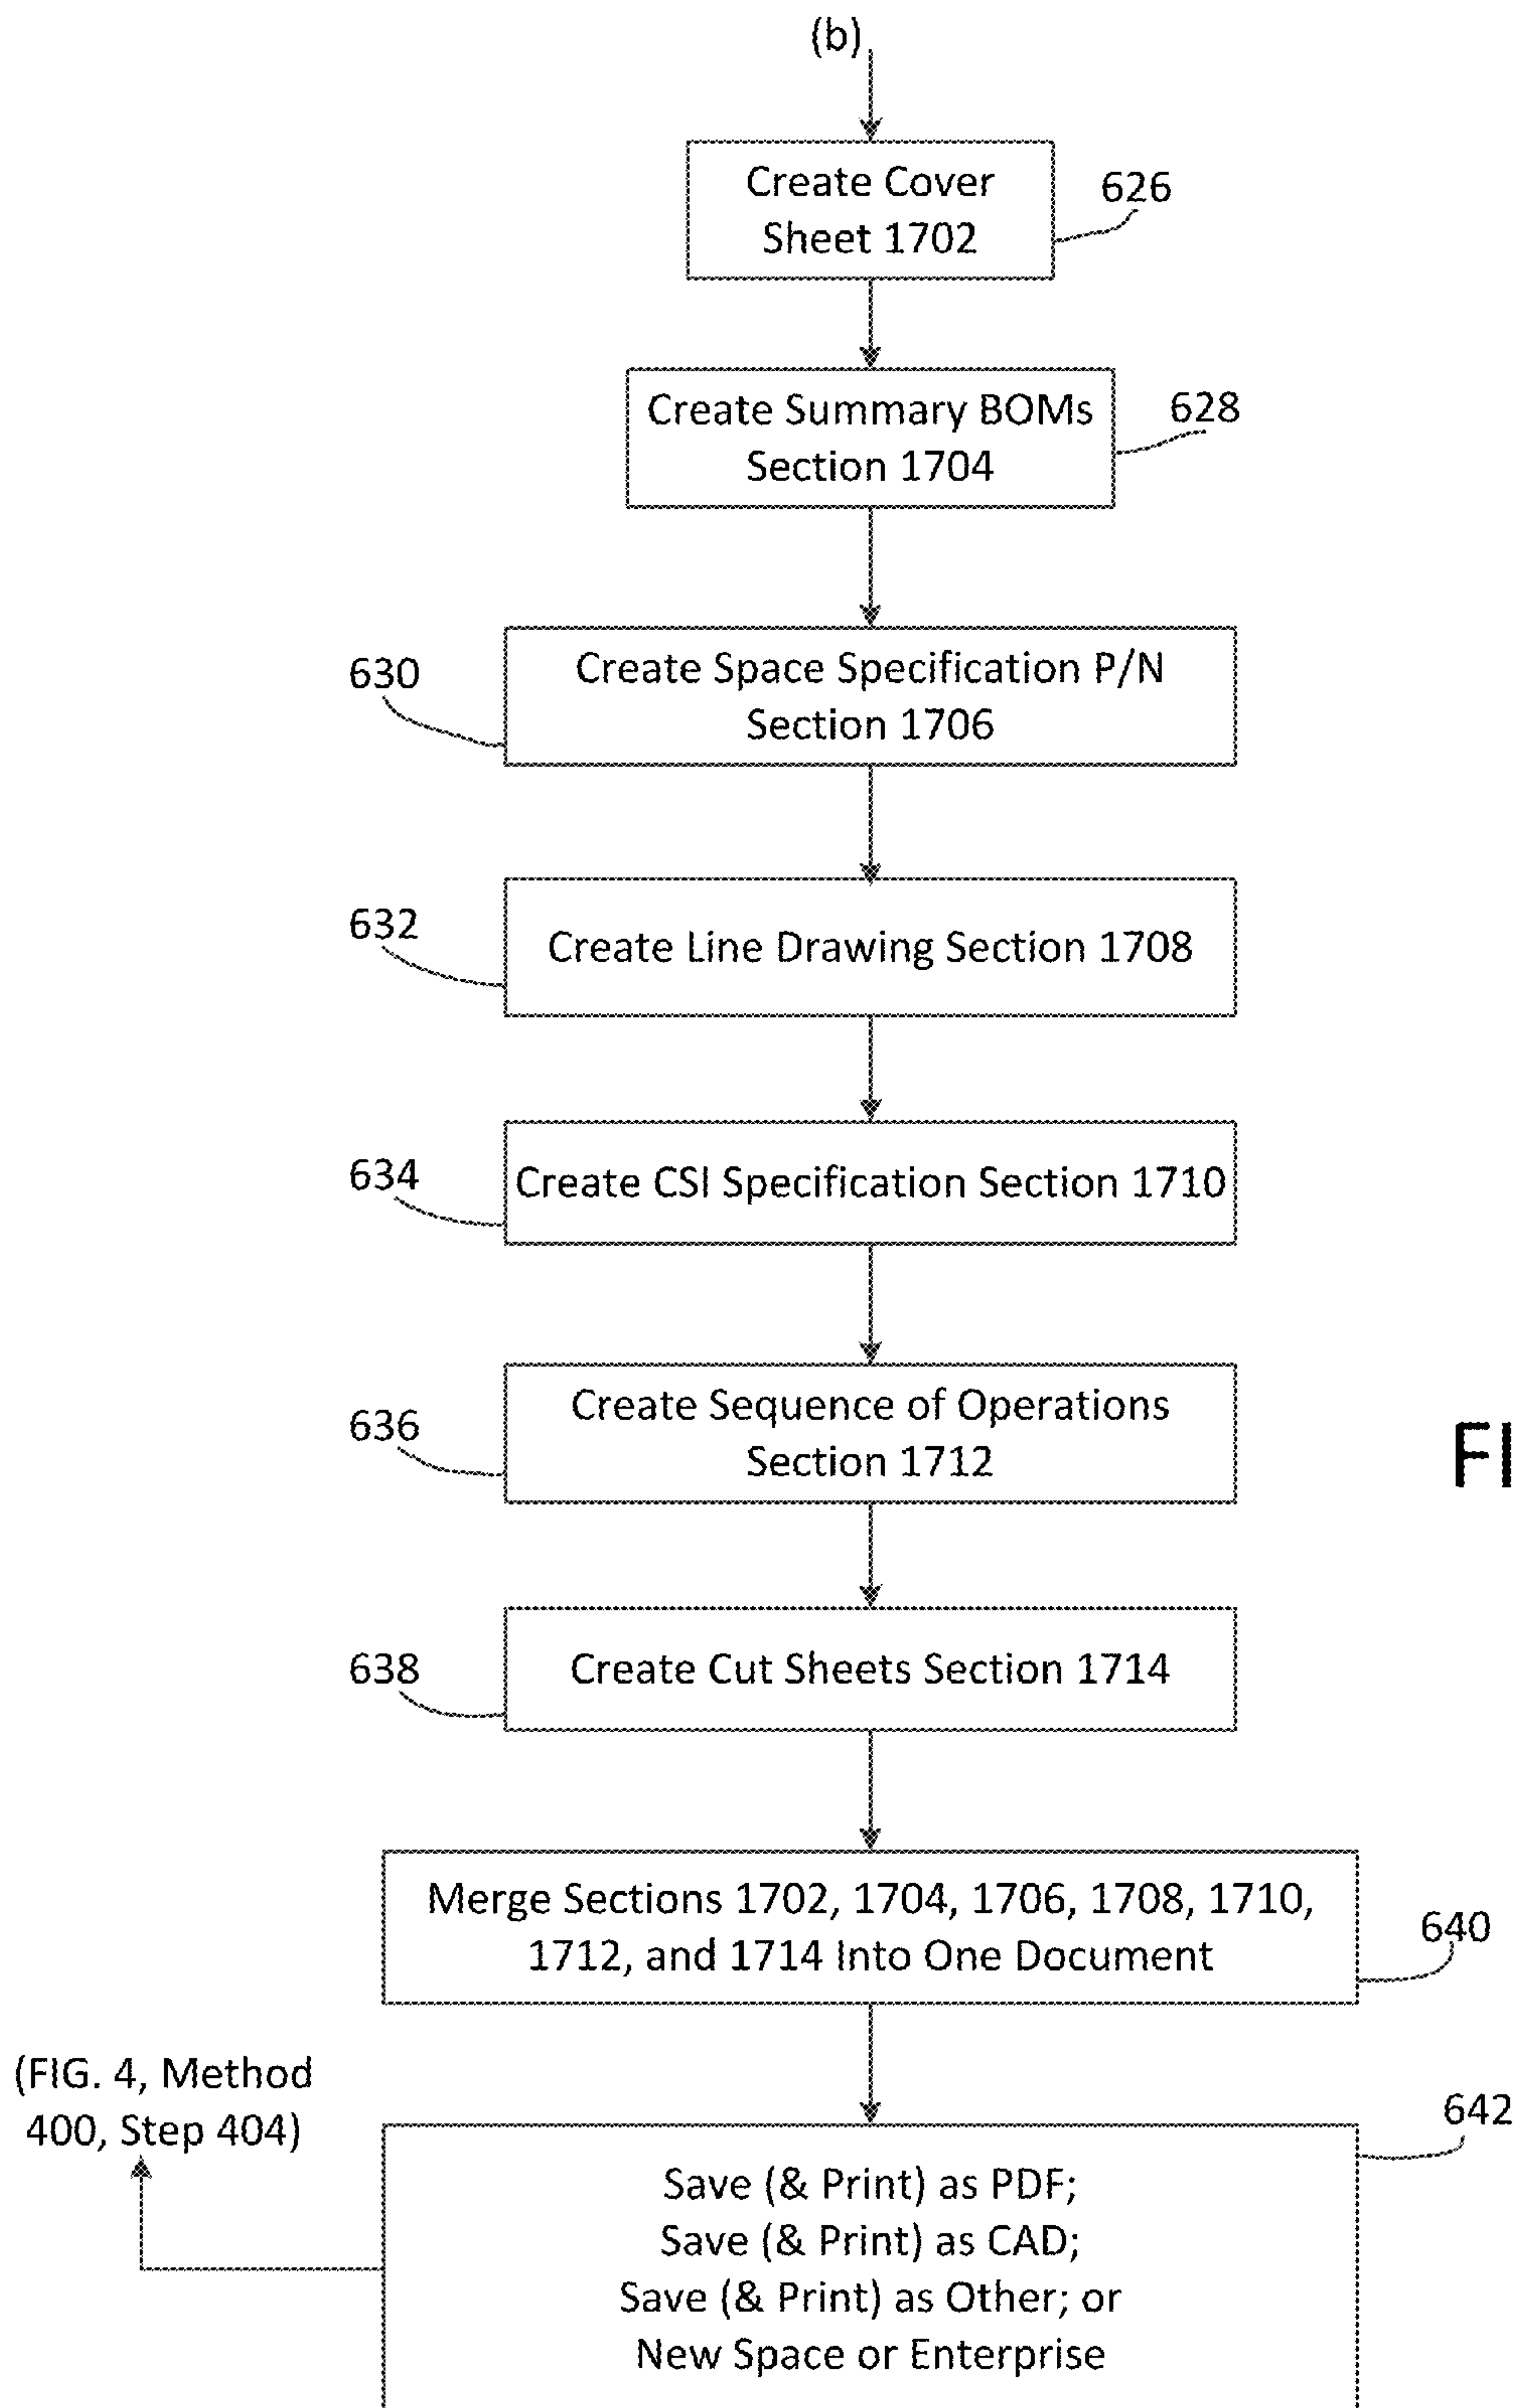 (b)
Create Cover
Sheet 1702
626
Create Summary BOMs
Section 1704
628
630
Create Space Specification P/N
Section 1706
632
Create Line Drawing Section 1708
634
Create CSI Specification Section 1710
636
Create Sequence of Operations
Section 1712
FI
638
Create Cut Sheets Section 1714
Merge Sections 1702, 1704, 1706, 1708, 1710,
1712, and 1714 Into One Document
640
(FIG. 4, Method
400, Step 404)
642
Save (& Print) as PDF;
Save (& Print) as CAD;
Save (& Print) as Other; or
New Space or Enterprise